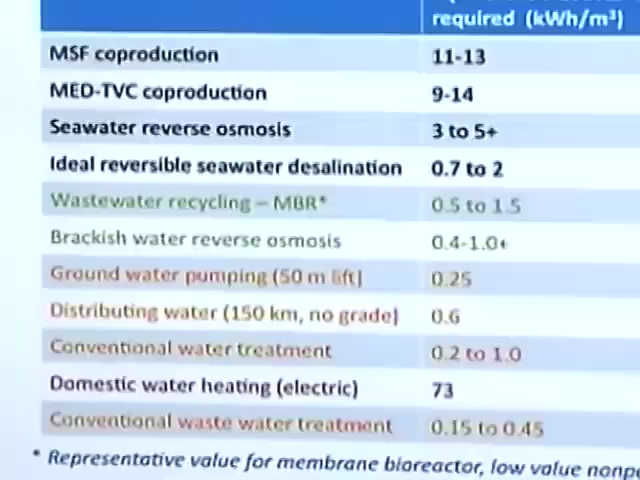 required (kWh/m³)
MSF coproduction 11-13
MED-TVC coproduction 9-14
Seawater reverse osmosis 3 to 5+
Ideal reversible seawater desalination 0.7 to 2
Wastewater recycling – MBR* 0.5 to 1.5
Brackish water reverse osmosis 0.4-1.0+
Ground water pumping (50 m lift) 0.25
Distributing water (150 km, no grade) 0.6
Conventional water treatment 0.2 to 1.0
Domestic water heating (electric) 73
Conventional waste water treatment 0.15 to 0.45
* Representative value for membrane bioreactor, low value nonp